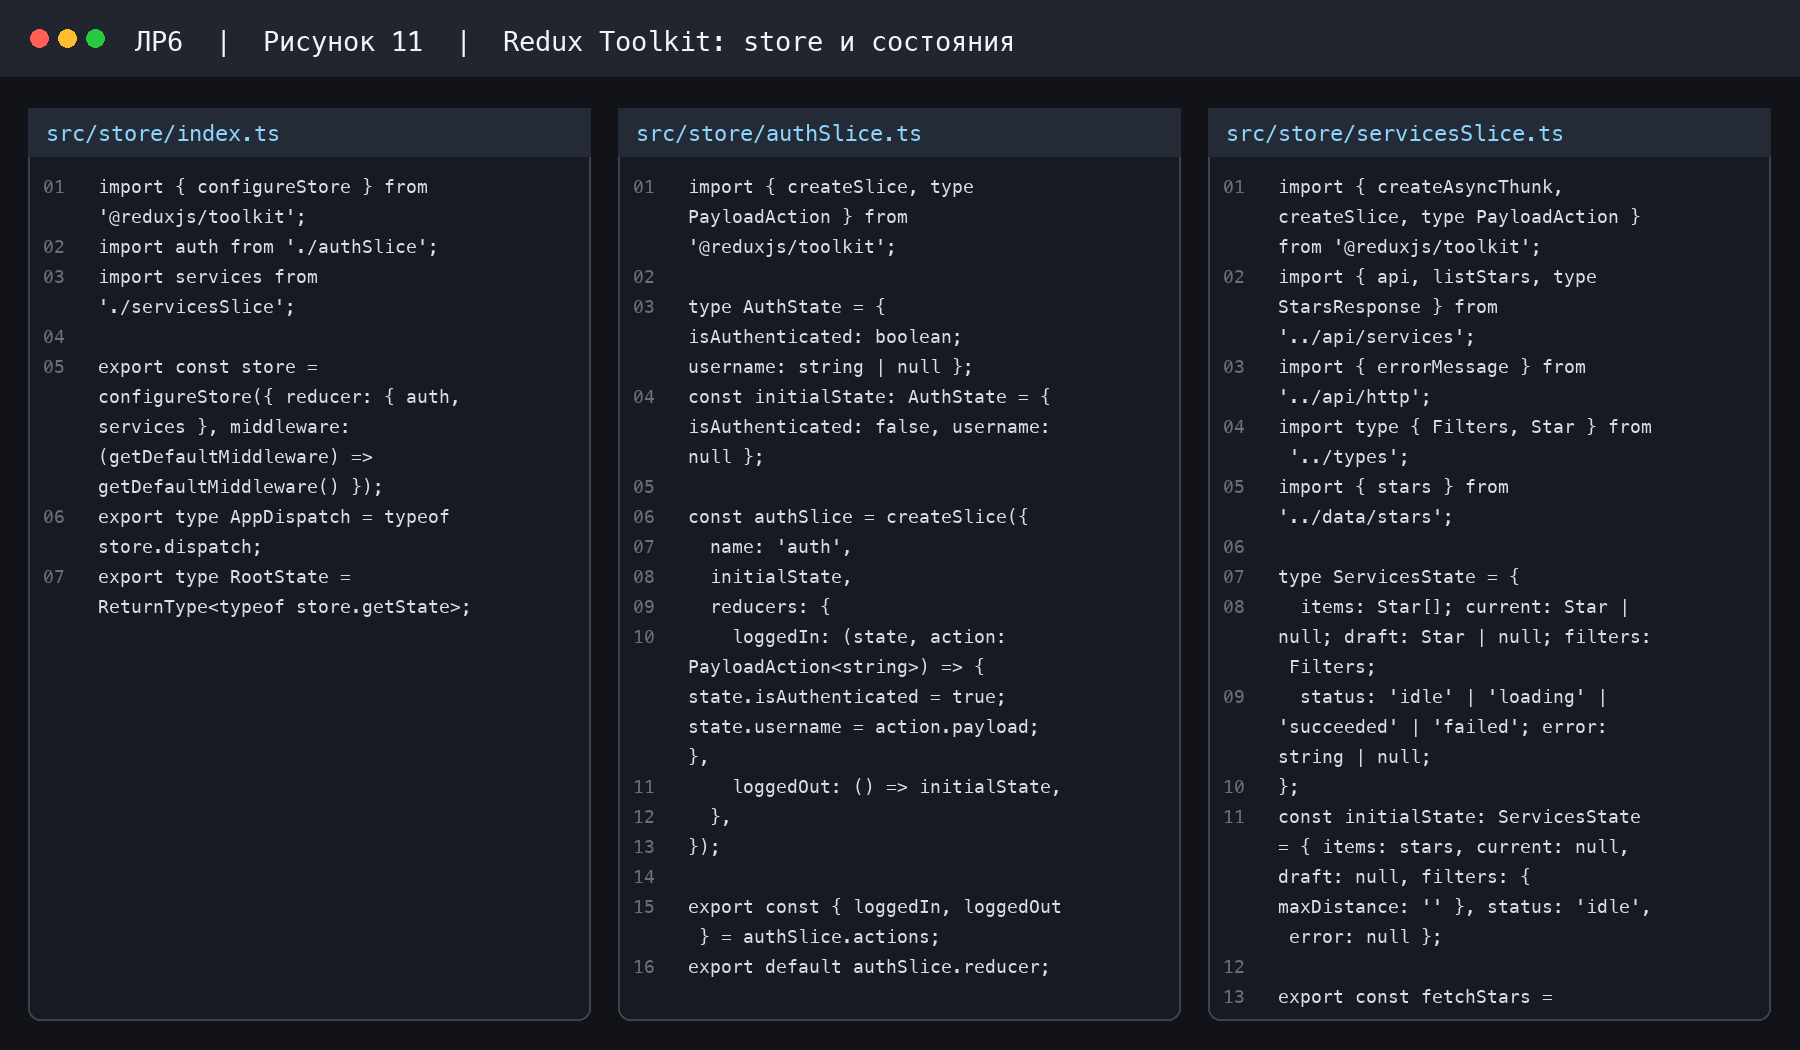 ЛР6 | Рисунок 11 | Redux Toolkit: store и состояния
src/store/index.ts
01 import { configureStore } from
'@reduxjs/toolkit';
02 import auth from './authSlice';
03 import services from
'./servicesSlice';
04
05 export const store =
configureStore({ reducer: { auth,
services }, middleware:
(getDefaultMiddleware) =>
getDefaultMiddleware() });
06 export type AppDispatch = typeof
store.dispatch;
07 export type RootState =
ReturnType<typeof store.getState>;
src/store/authSlice.ts
01 import { createSlice, type
PayloadAction } from
'@reduxjs/toolkit';
02
03 type AuthState = {
isAuthenticated: boolean;
username: string | null };
04 const initialState: AuthState = {
isAuthenticated: false, username:
null };
05
06 const authSlice = createSlice({
07   name: 'auth',
08   initialState,
09   reducers: {
10     loggedIn: (state, action:
PayloadAction<string>) => {
state.isAuthenticated = true;
state.username = action.payload;
},
11     loggedOut: () => initialState,
12   },
13 });
14
15 export const { loggedIn, loggedOut
 } = authSlice.actions;
16 export default authSlice.reducer;
src/store/servicesSlice.ts
01 import { createAsyncThunk,
createSlice, type PayloadAction }
from '@reduxjs/toolkit';
02 import { api, listStars, type
StarsResponse } from
'../api/services';
03 import { errorMessage } from
'../api/http';
04 import type { Filters, Star } from
 '../types';
05 import { stars } from
'../data/stars';
06
07 type ServicesState = {
08   items: Star[]; current: Star |
null; draft: Star | null; filters:
 Filters;
09   status: 'idle' | 'loading' |
'succeeded' | 'failed'; error:
string | null;
10 };
11 const initialState: ServicesState
= { items: stars, current: null,
draft: null, filters: {
maxDistance: '' }, status: 'idle',
 error: null };
12
13 export const fetchStars =